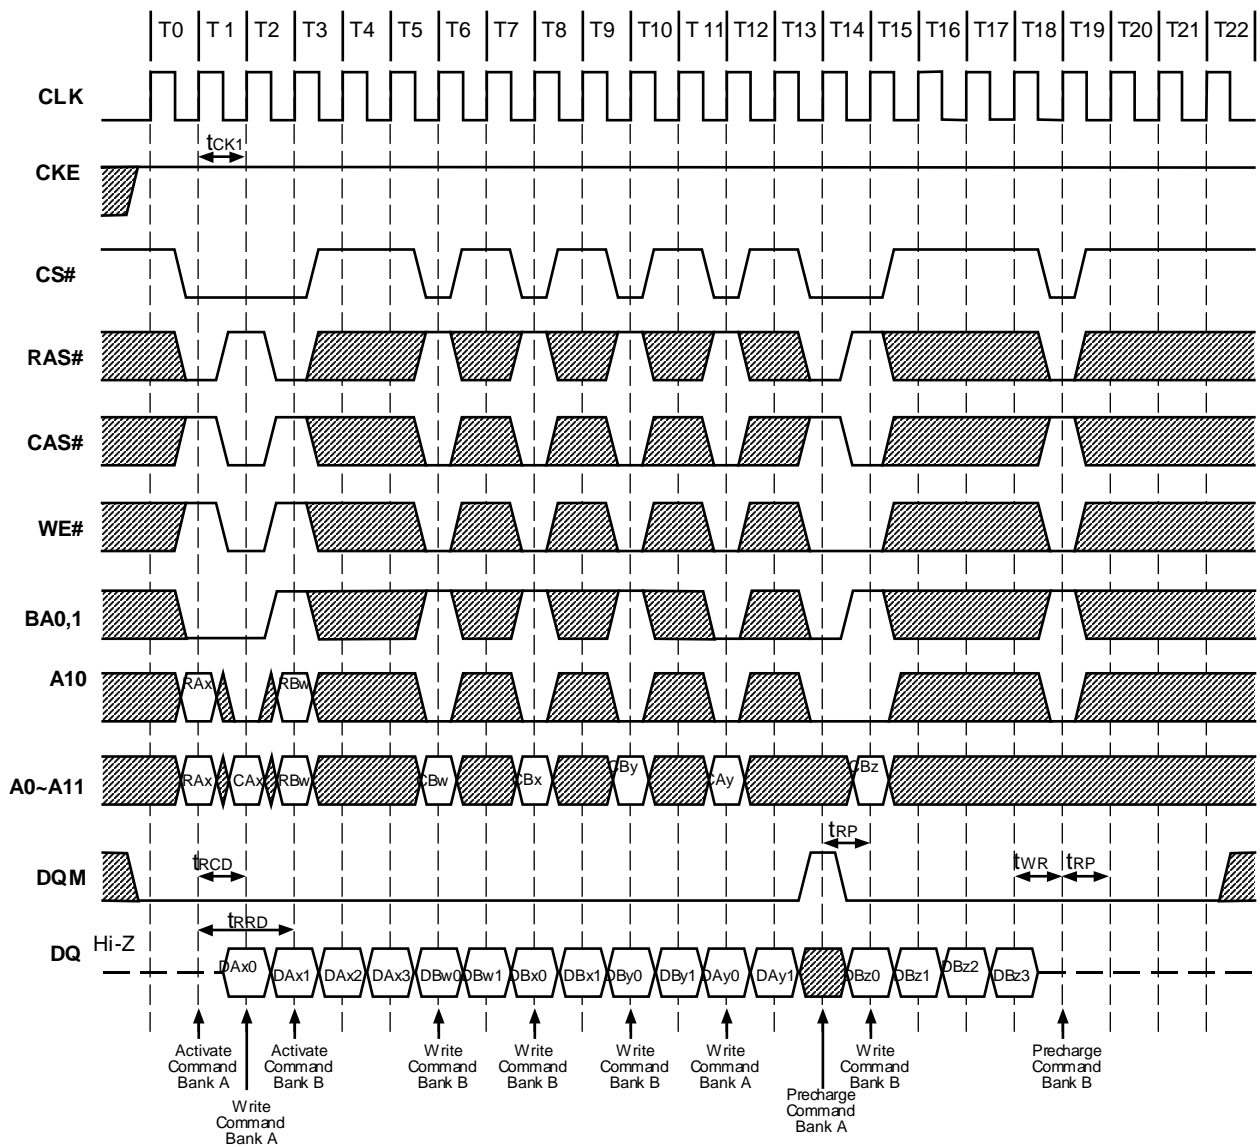 T0 T1 T2 T3 T4 T5 T6 T7 T8 T9 T10 T11 T12 T13 T14 T15 T16 T17 T18 T19 T20 T21 T22
CLK
tCK1
CKE
CS#
RAS#
CAS#
WE#
BA0,1
A10
RAx RBw
A0~A11
RAx CAx RBw CBw CBx CBy CAy CBz
tRP
DQM
tRCD
tWR tRP
tRRD
Hi-Z
DQ
DAx0 DAx1 DAx2 DAx3 DBw0 DBw1 DBx0 DBx1 DBy0 DBy1 DAy0 DAy1 DBz0 DBz1 DBz2 DBz3
Activate
Command
Bank A
Write
Command
Bank A
Activate
Command
Bank B
Write
Command
Bank B
Write
Command
Bank B
Write
Command
Bank B
Write
Command
Bank A
Precharge
Command
Bank A
Write
Command
Bank B
Precharge
Command
Bank B